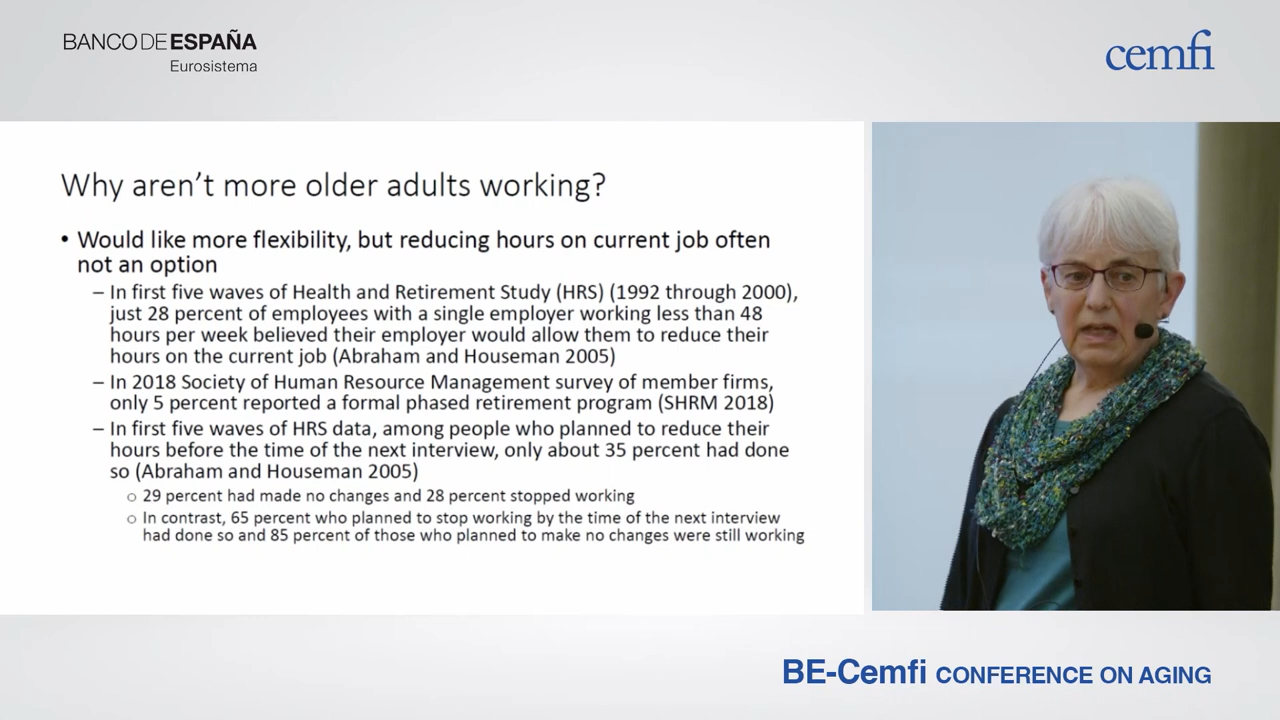 BANCO DE ESPAÑA
Eurosistema
cemfi
Why aren’t more older adults working?
• Would like more flexibility, but reducing hours on current job often
not an option
– In first five waves of Health and Retirement Study (HRS) (1992 through 2000),
just 28 percent of employees with a single employer working less than 48
hours per week believed their employer would allow them to reduce their
hours on the current job (Abraham and Houseman 2005)
– In 2018 Society of Human Resource Management survey of member firms,
only 5 percent reported a formal phased retirement program (SHRM 2018)
– In first five waves of HRS data, among people who planned to reduce their
hours before the time of the next interview, only about 35 percent had done
so (Abraham and Houseman 2005)
○ 29 percent had made no changes and 28 percent stopped working
○ In contrast, 65 percent who planned to stop working by the time of the next interview
had done so and 85 percent of those who planned to make no changes were still working
BE-Cemfi CONFERENCE ON AGING